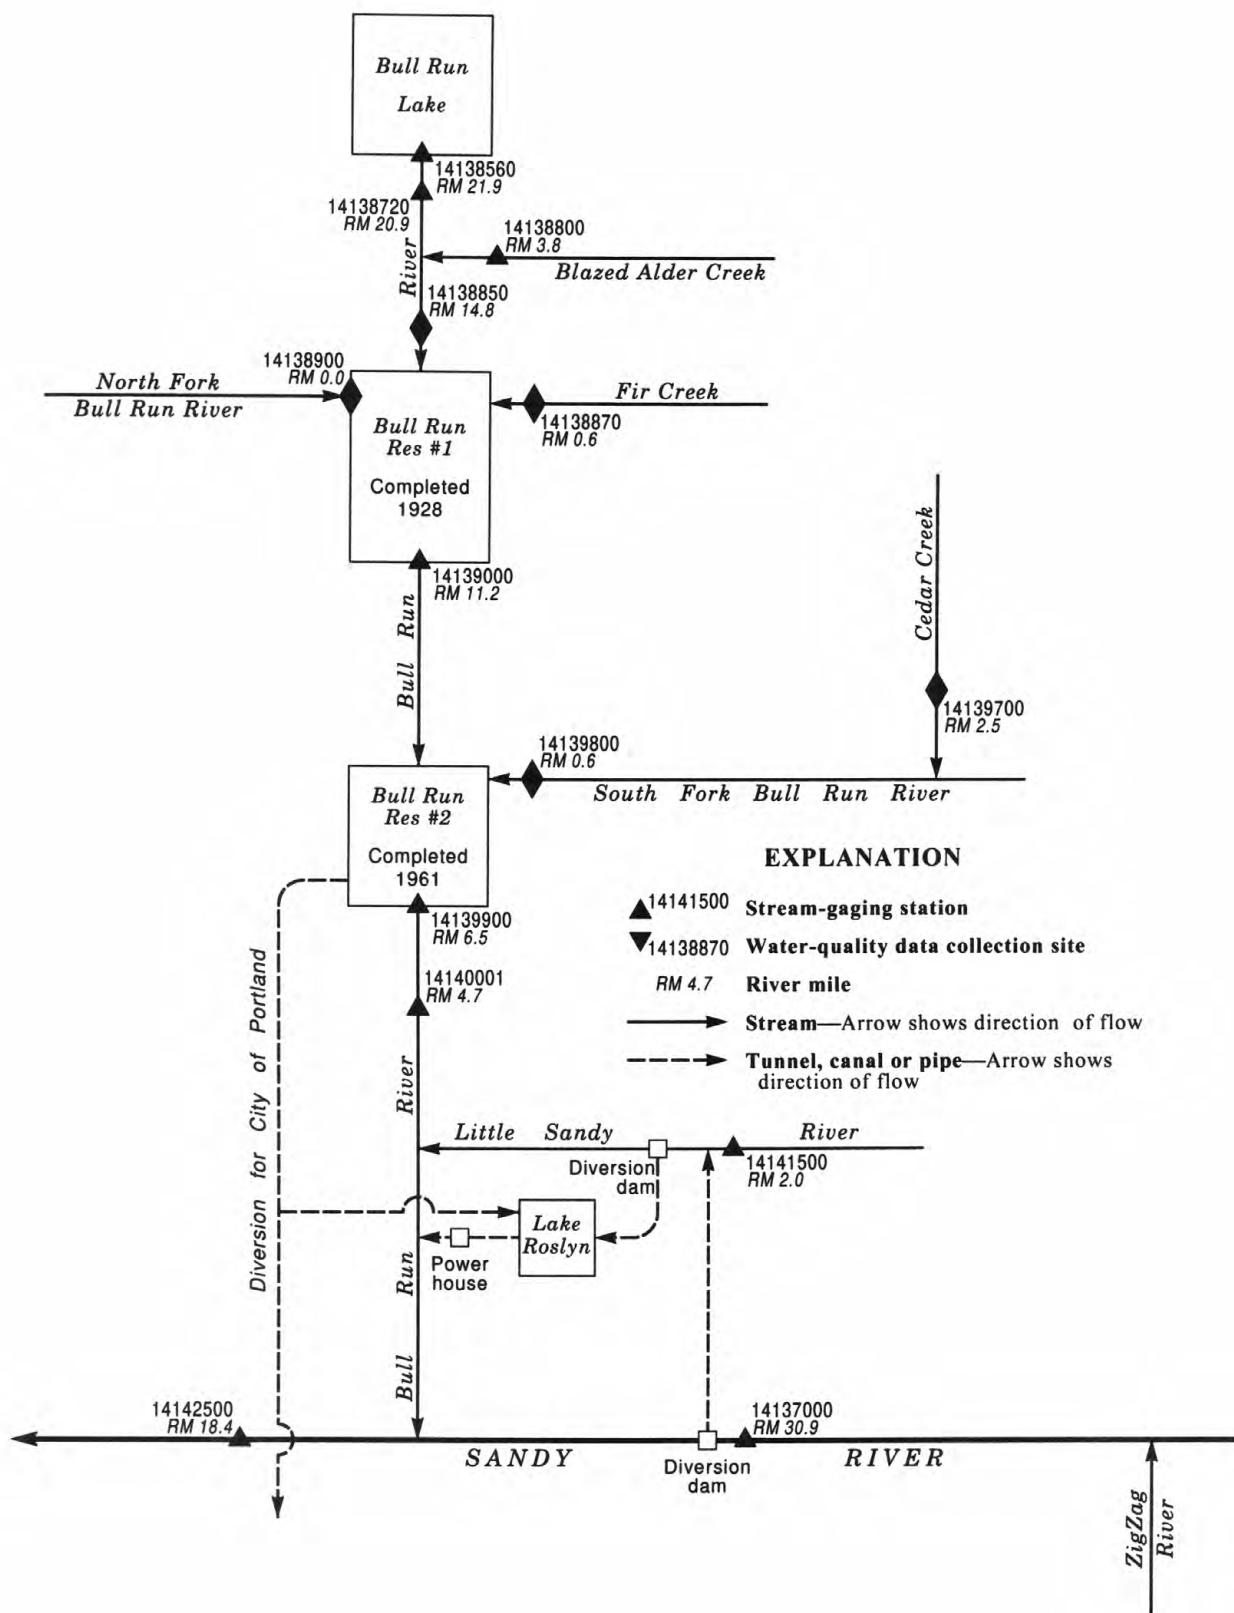 Bull Run
Lake
14138560
RM 21.9
14138720
RM 20.9
14138800
RM 3.8
River
Blazed Alder Creek
14138850
RM 14.8
14138900
RM 0.0
North Fork
Bull Run River
Fir Creek
14138870
RM 0.6
Bull Run
Res #1
Completed
1928
14139000
RM 11.2
Cedar Creek
Bull Run
14139700
RM 2.5
14139800
RM 0.6
South Fork Bull Run River
Bull Run
Res #2
Completed
1961
14139900
RM 6.5
14140001
RM 4.7
EXPLANATION
14141500 Stream-gaging station
14138870 Water-quality data collection site
RM 4.7 River mile
Stream—Arrow shows direction of flow
Tunnel, canal or pipe—Arrow shows
direction of flow
Diversion for City of Portland
River
Little Sandy River
Diversion
dam
14141500
RM 2.0
Lake
Roslyn
Power
house
Bull Run
14142500
RM 18.4
14137000
RM 30.9
SANDY RIVER
Diversion
dam
ZigZag
River